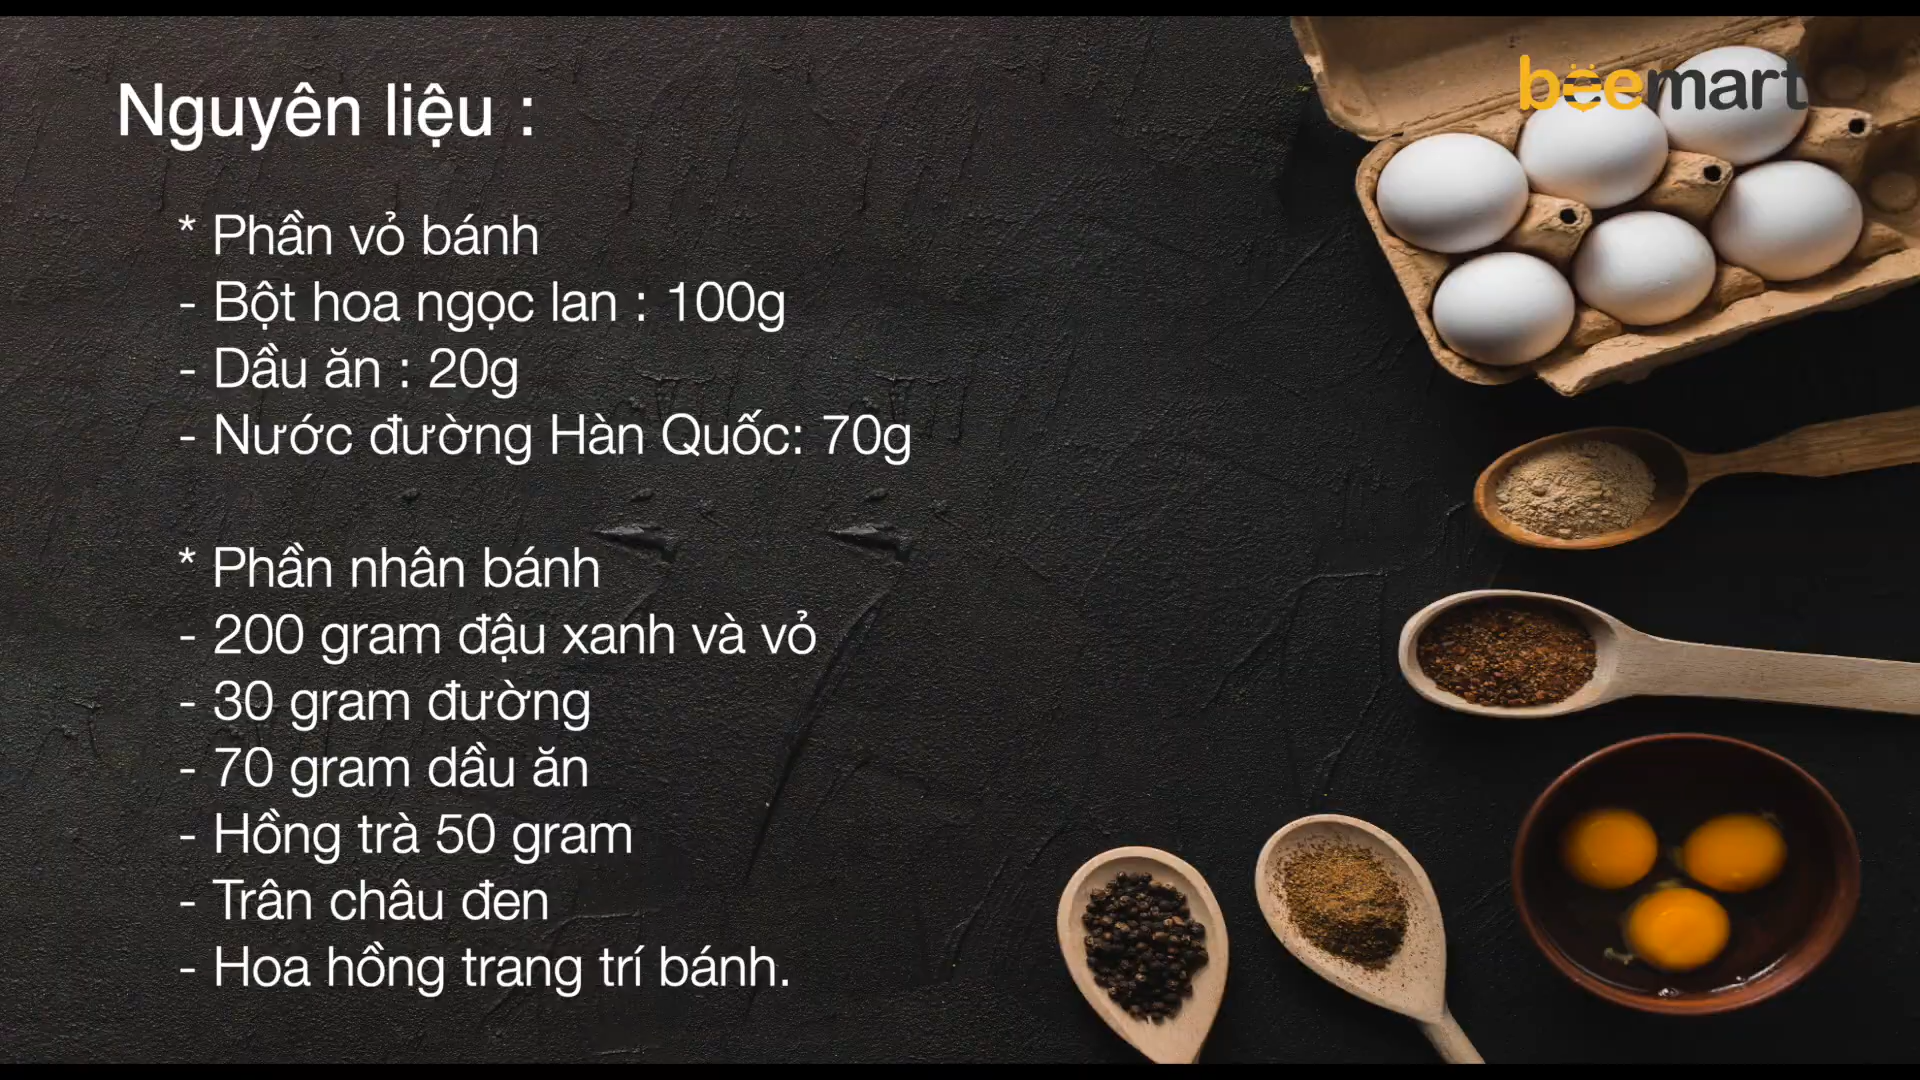 beemart
Nguyên liệu :
* Phần vỏ bánh
- Bột hoa ngọc lan : 100g
- Dầu ăn : 20g
- Nước đường Hàn Quốc: 70g
* Phần nhân bánh
- 200 gram đậu xanh và vỏ
- 30 gram đường
- 70 gram dầu ăn
- Hồng trà 50 gram
- Trân châu đen
- Hoa hồng trang trí bánh.